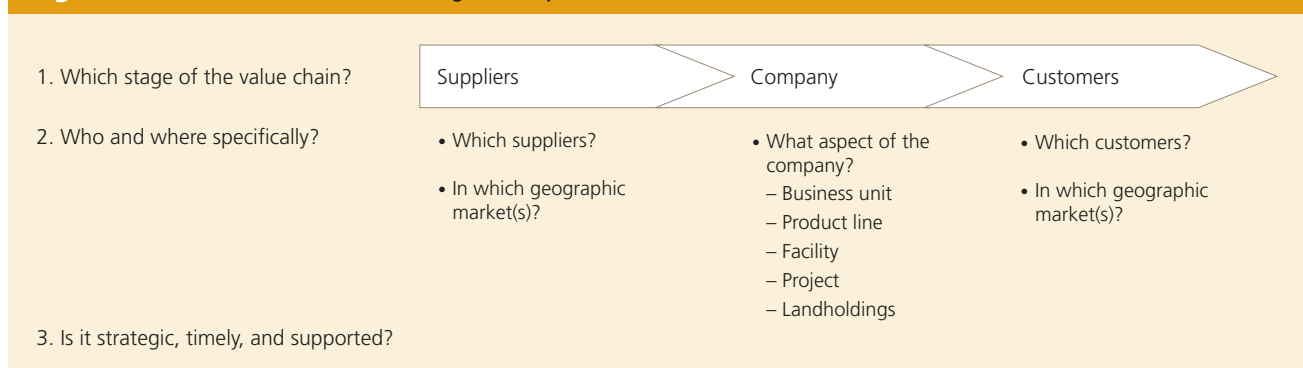 1. Which stage of the value chain?
Suppliers
Company
Customers
2. Who and where specifically?
• Which suppliers?
• In which geographic
market(s)?
• What aspect of the
company?
– Business unit
– Product line
– Facility
– Project
– Landholdings
• Which customers?
• In which geographic
market(s)?
3. Is it strategic, timely, and supported?